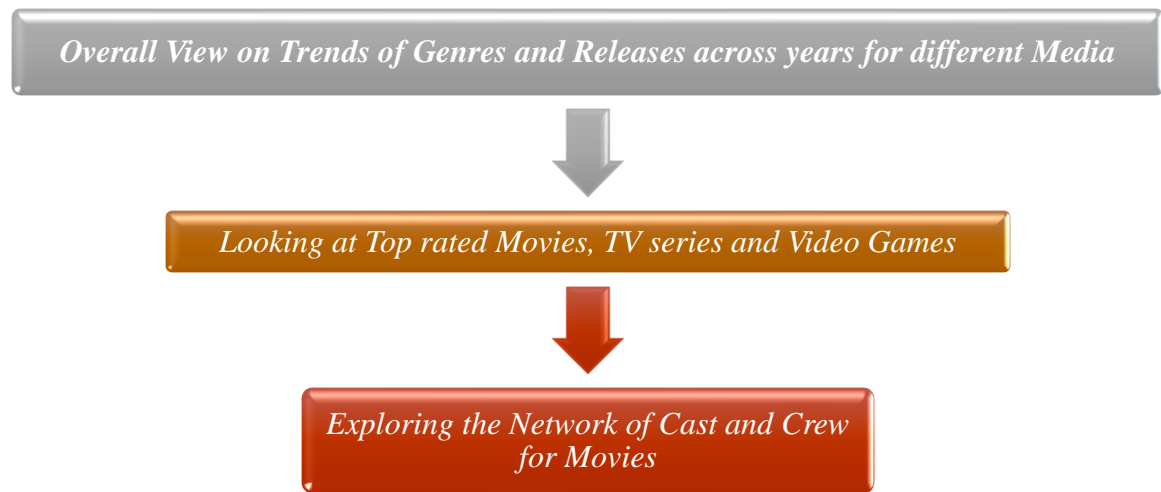 Overall View on Trends of Genres and Releases across years for different Media
Looking at Top rated Movies, TV series and Video Games
Exploring the Network of Cast and Crew
for Movies